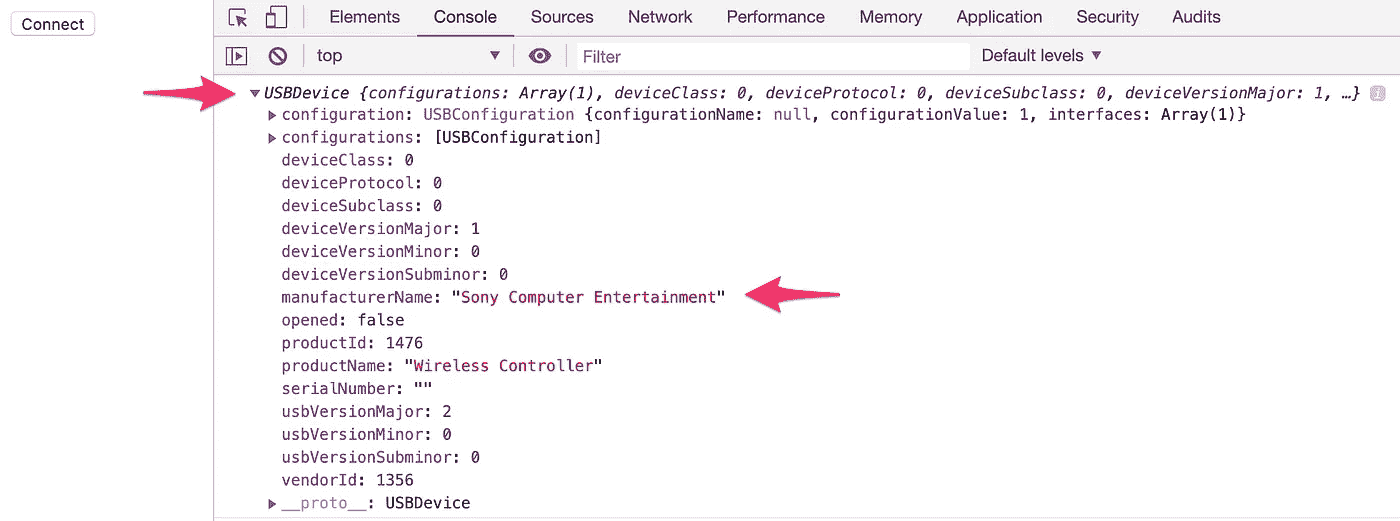 Connect
Elements Console Sources Network Performance Memory Application Security Audits
top Filter Default levels
USBDevice {configurations: Array(1), deviceClass: 0, deviceProtocol: 0, deviceSubclass: 0, deviceVersionMajor: 1, …} i
configuration: USBConfiguration {configurationName: null, configurationValue: 1, interfaces: Array(1)}
configurations: [USBConfiguration]
deviceClass: 0
deviceProtocol: 0
deviceSubclass: 0
deviceVersionMajor: 1
deviceVersionMinor: 0
deviceVersionSubminor: 0
manufacturerName: "Sony Computer Entertainment"
opened: false
productId: 1476
productName: "Wireless Controller"
serialNumber: ""
usbVersionMajor: 2
usbVersionMinor: 0
usbVersionSubminor: 0
vendorId: 1356
__proto__: USBDevice